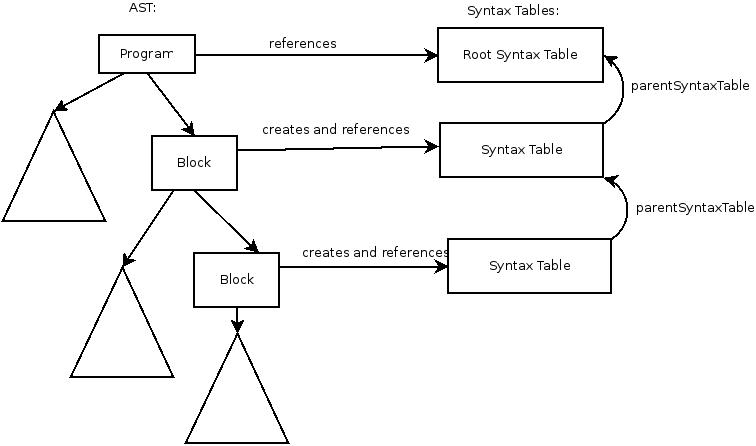 AST:
Syntax Tables:
Program
references
Root Syntax Table
parentSyntaxTable
Block
creates and references
Syntax Table
parentSyntaxTable
Block
creates and references
Syntax Table